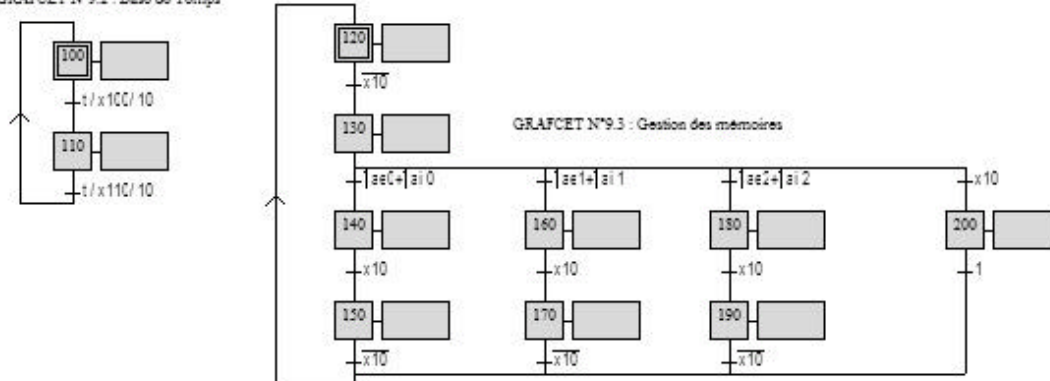 100
t / x100/ 10
110
t / x110/ 10
120
x10
130
GRAFCET N°9.3 : Gestion des mémoires
↑ae0+↑ai 0
↑ae1+↑ai 1
↑ae2+↑ai 2
x10
140
160
180
200
x10
x10
x10
1
150
170
190
x10
x10
x10